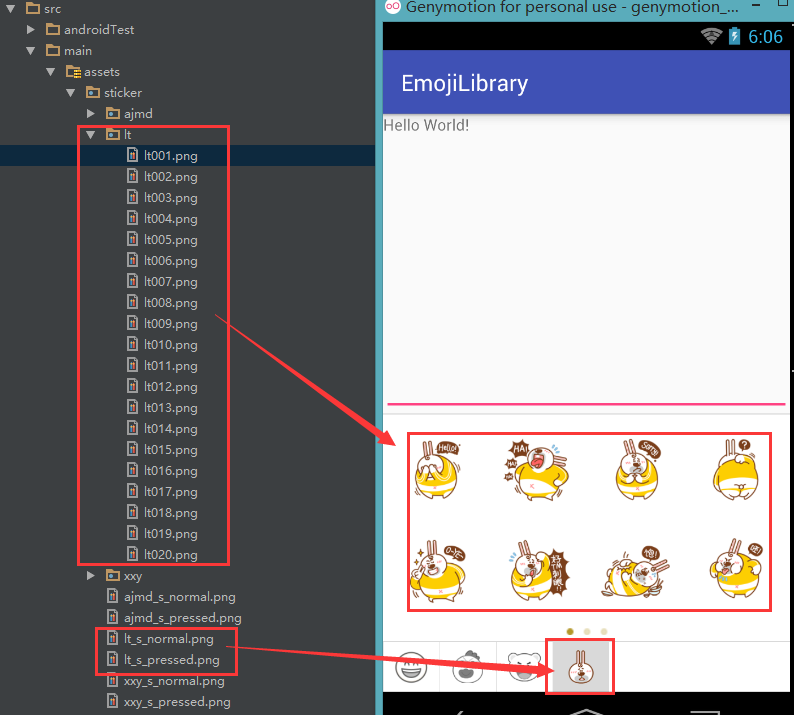 src
androidTest
main
assets
sticker
ajmd
lt
lt001.png
lt002.png
lt003.png
lt004.png
lt005.png
lt006.png
lt007.png
lt008.png
lt009.png
lt010.png
lt011.png
lt012.png
lt013.png
lt014.png
lt015.png
lt016.png
lt017.png
lt018.png
lt019.png
lt020.png
xxy
ajmd_s_normal.png
ajmd_s_pressed.png
lt_s_normal.png
lt_s_pressed.png
xxy_s_normal.png
xxy_s_pressed.png
Genymotion for personal use - genymotion_...
6:06
EmojiLibrary
Hello World!
Hello!
HA!
Sorry!
?